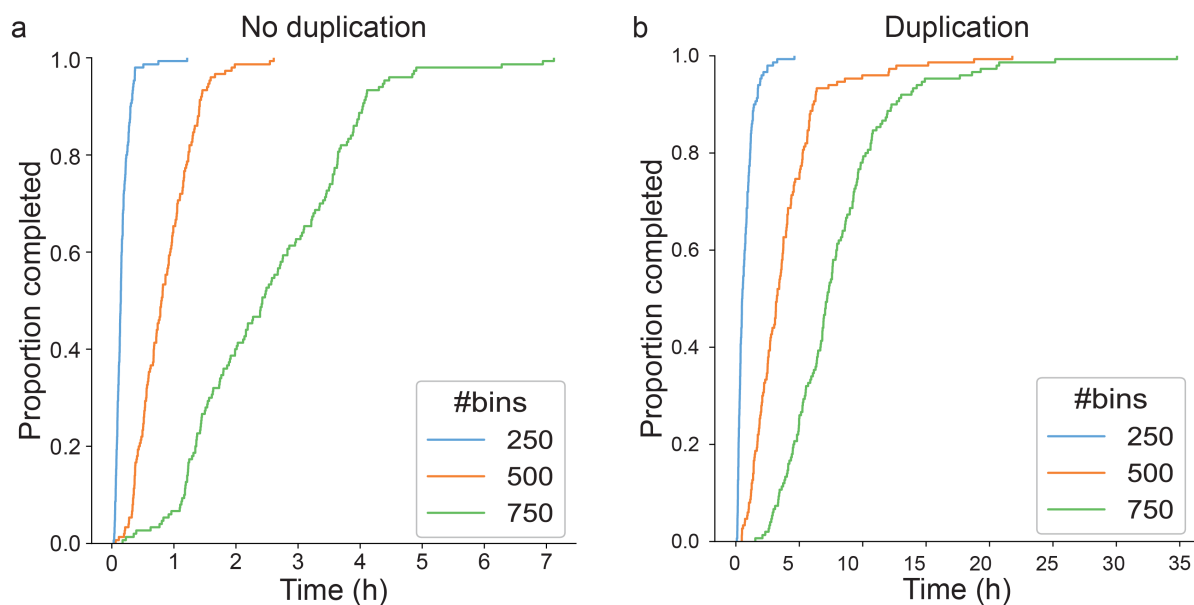 a
No duplication
Proportion completed
1.0
0.8
0.6
0.4
0.2
0.0
0 1 2 3 4 5 6 7
Time (h)
#bins
250
500
750
b
Duplication
Proportion completed
1.0
0.8
0.6
0.4
0.2
0.0
0 5 10 15 20 25 30 35
Time (h)
#bins
250
500
750